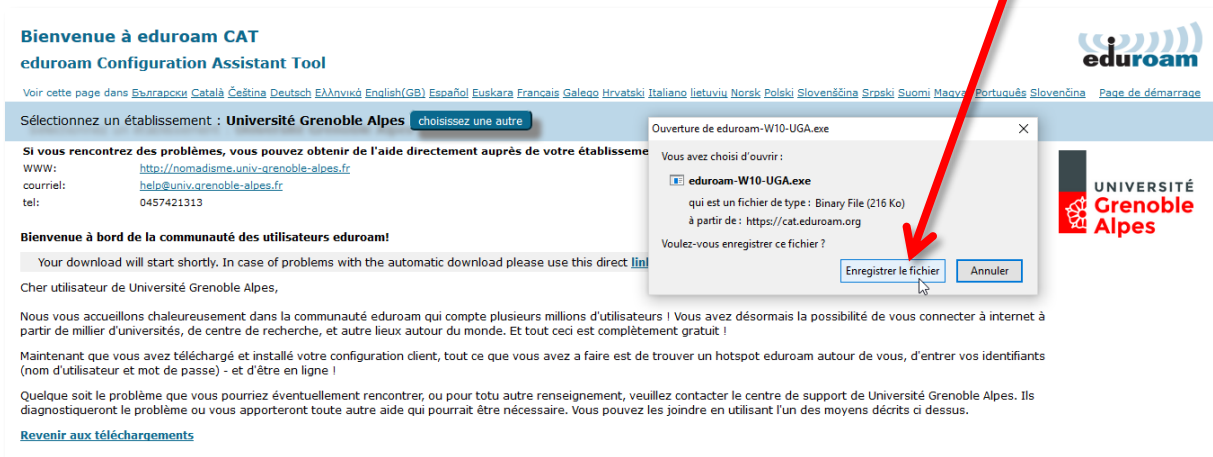 Bienvenue à eduroam CAT
eduroam Configuration Assistant Tool
eduroam
Voir cette page dans Български Català Čeština Deutsch Ελληνικά English(GB) Español Euskara Français Galego Hrvatski Italiano lietuvių Norsk Polski Slovenščina Srpski Suomi Magyar Português Slovenčina Page de démarrage
Sélectionnez un établissement : Université Grenoble Alpes choisissez une autre
Si vous rencontrez des problèmes, vous pouvez obtenir de l'aide directement auprès de votre établisseme
WWW: http://nomadisme.univ-grenoble-alpes.fr
courriel: help@univ.grenoble-alpes.fr
tel: 0457421313
Bienvenue à bord de la communauté des utilisateurs eduroam!
Your download will start shortly. In case of problems with the automatic download please use this direct lin
Cher utilisateur de Université Grenoble Alpes,
Nous vous accueillons chaleureusement dans la communauté eduroam qui compte plusieurs millions d'utilisateurs ! Vous avez désormais la possibilité de vous connecter à internet à
partir de millier d'universités, de centre de recherche, et autre lieux autour du monde. Et tout ceci est complètement gratuit !
Maintenant que vous avez téléchargé et installé votre configuration client, tout ce que vous avez a faire est de trouver un hotspot eduroam autour de vous, d'entrer vos identifiants
(nom d'utilisateur et mot de passe) - et d'être en ligne !
Quelque soit le problème que vous pourriez éventuellement rencontrer, ou pour totu autre renseignement, veuillez contacter le centre de support de Université Grenoble Alpes. Ils
diagnostiqueront le problème ou vous apporteront toute autre aide qui pourrait être nécessaire. Vous pouvez les joindre en utilisant l'un des moyens décrits ci dessus.
Revenir aux téléchargements
Ouverture de eduroam-W10-UGA.exe
Vous avez choisi d'ouvrir :
eduroam-W10-UGA.exe
qui est un fichier de type : Binary File (216 Ko)
à partir de : https://cat.eduroam.org
Voulez-vous enregistrer ce fichier ?
Enregistrer le fichier Annuler
UNIVERSITÉ
Grenoble
Alpes